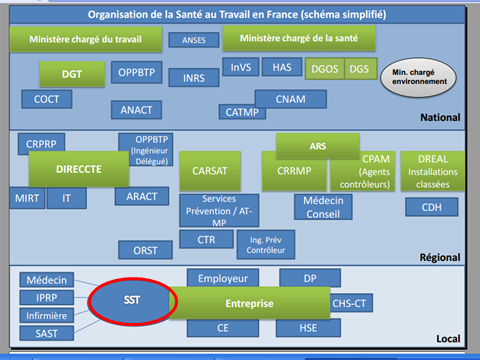 Organisation de la Santé au Travail en France (schéma simplifié)
Ministère chargé du travail
ANSES
Ministère chargé de la santé
DGT
OPPBTP
INRS
InVS
HAS
DGOS
DGS
Min. chargé
environnement
COCT
ANACT
CATMP
CNAM
National
CRPRP
OPPBTP
(Ingénieur
Délégué)
ARS
DIRECCTE
CARSAT
CRRMP
CPAM
(Agents
contrôleurs)
DREAL
Installations
classées
MIRT
IT
ARACT
Services
Prévention / AT-
MP
Médecin
Conseil
CDH
ORST
CTR
Ing. Prév
Contrôleur
Régional
Médecin
IPRP
Infirmière
SAST
SST
Employeur
DP
Entreprise
CHS-CT
CE
HSE
Local